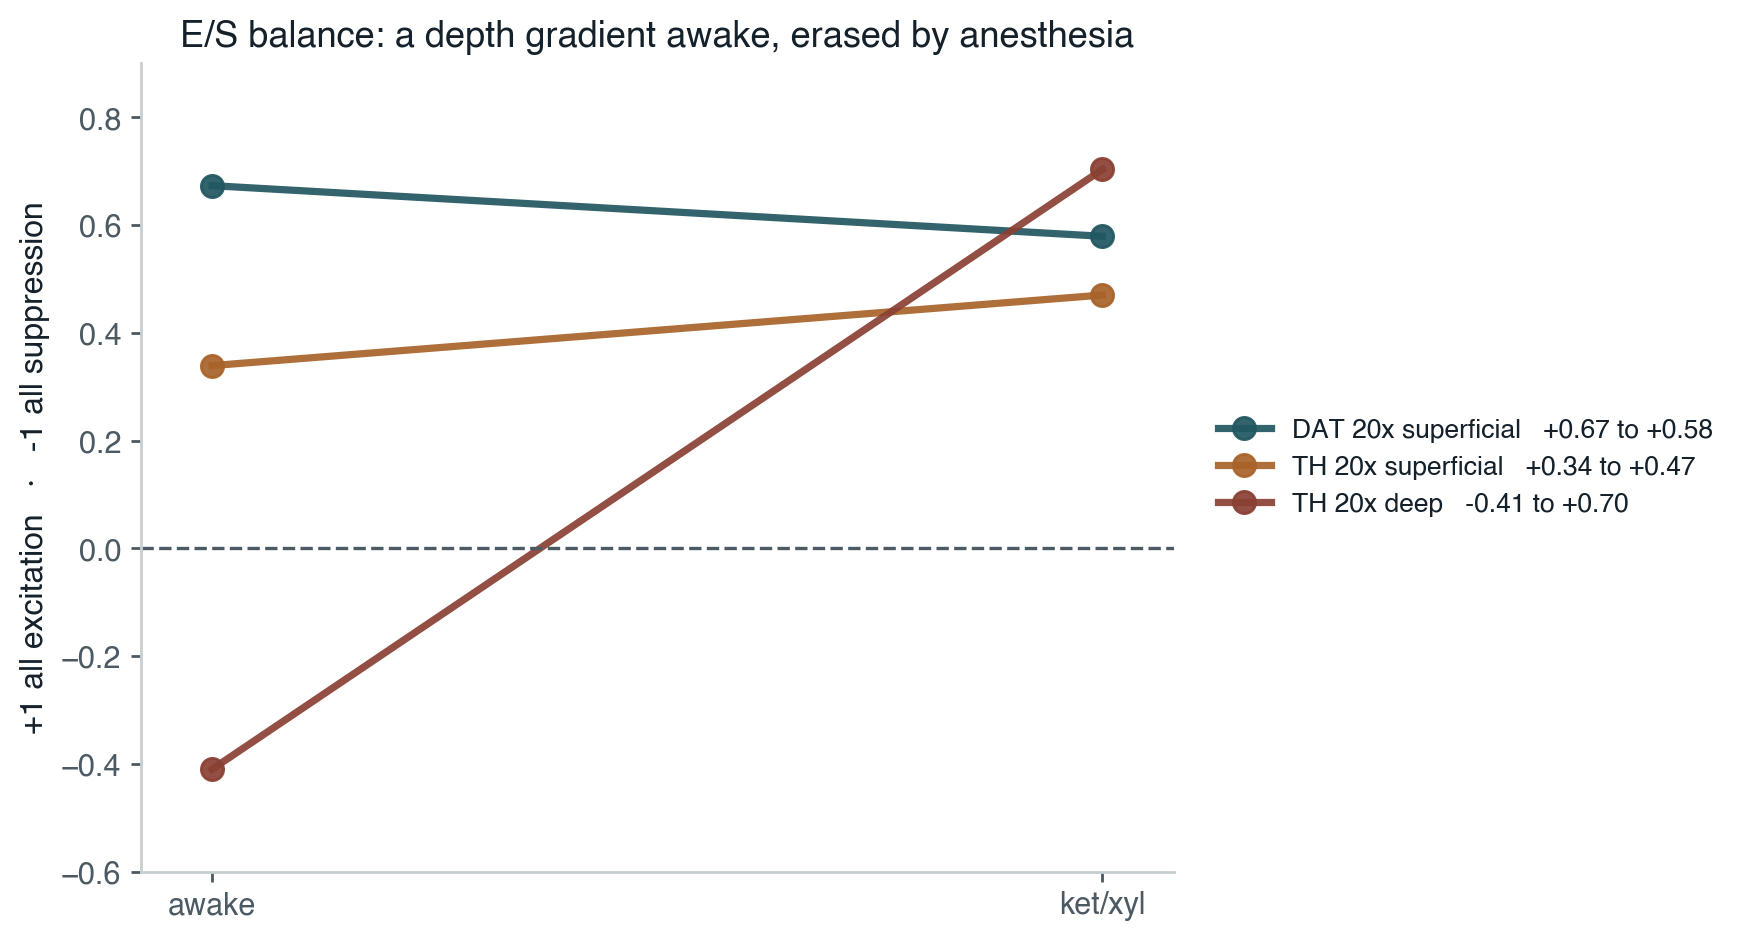 E/S balance: a depth gradient awake, erased by anesthesia
+1 all excitation · -1 all suppression
0.8
0.6
0.4
0.2
0.0
−0.2
−0.4
−0.6
awake
ket/xyl
DAT 20x superficial +0.67 to +0.58
TH 20x superficial +0.34 to +0.47
TH 20x deep -0.41 to +0.70